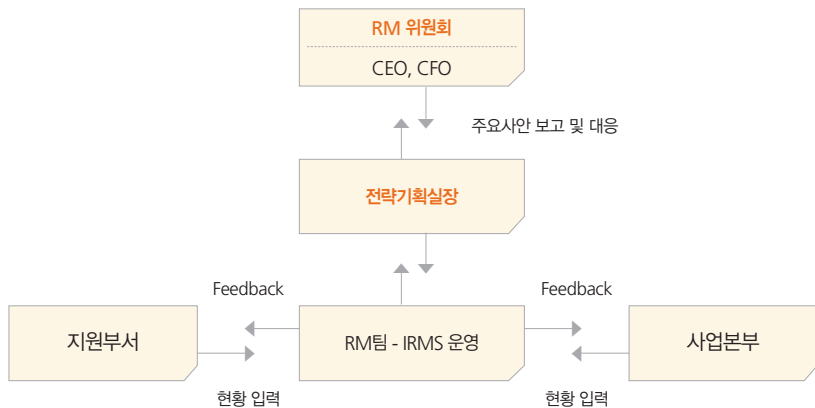 RM 위원회
CEO, CFO
주요사안 보고 및 대응
전략기획실장
Feedback
Feedback
지원부서
RM팀 - IRMS 운영
사업본부
현황 입력
현황 입력